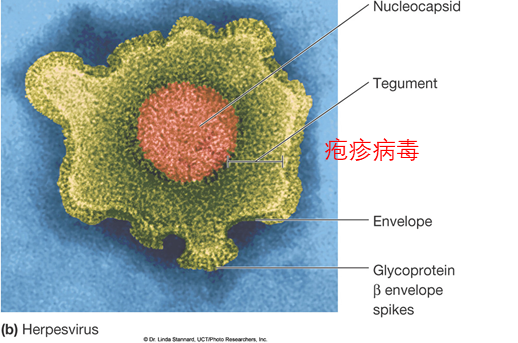 Nucleocapsid
Tegument
疱疹病毒
Envelope
Glycoprotein
β envelope
spikes
(b) Herpesvirus
© Dr. Linda Stannard, UCT/Photo Researchers, Inc.